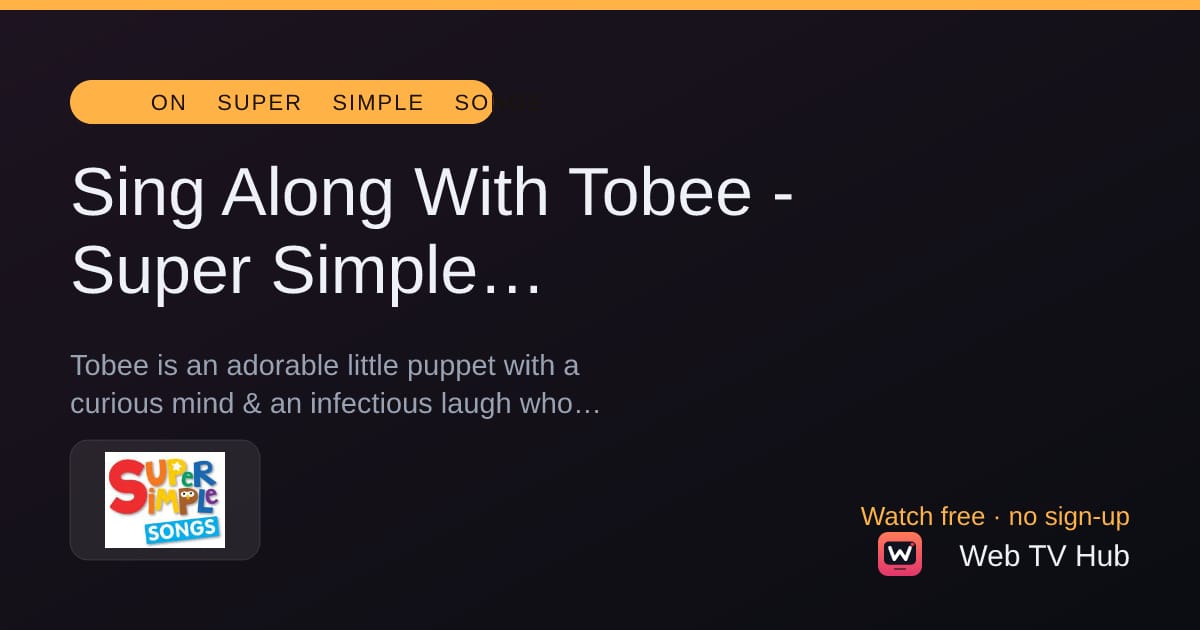 ON SUPER SIMPLE SONGS
Sing Along With Tobee -
Super Simple…
Tobee is an adorable little puppet with a
curious mind & an infectious laugh who…
SUPER
SiMPLe
SONGS
Watch free · no sign-up
W
Web TV Hub